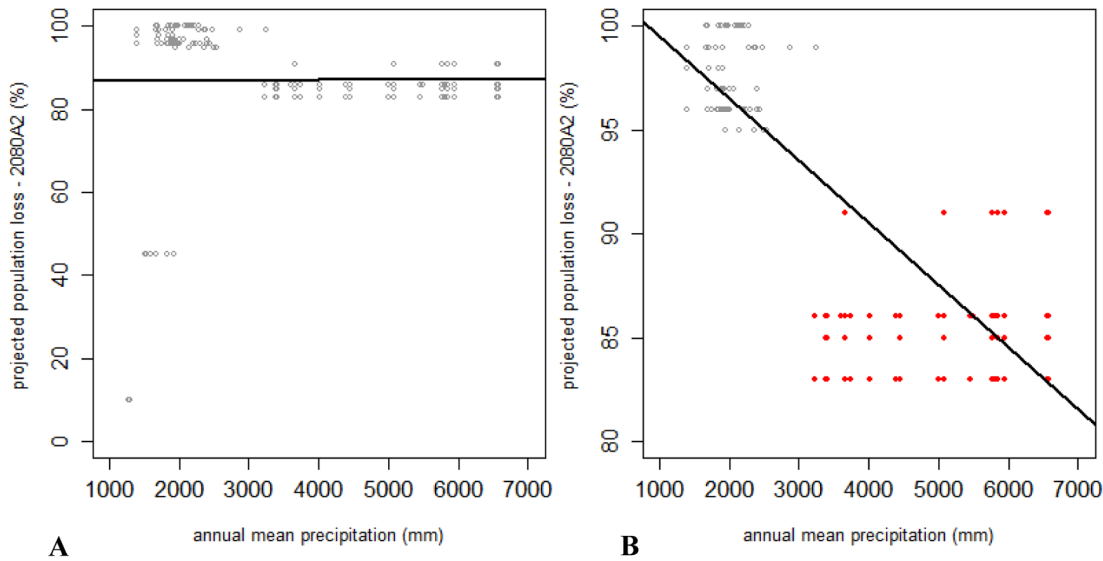 projected population loss - 2080A2 (%)
100
80
60
40
20
0
1000 2000 3000 4000 5000 6000 7000
annual mean precipitation (mm)
A
projected population loss - 2080A2 (%)
100
95
90
85
80
1000 2000 3000 4000 5000 6000 7000
annual mean precipitation (mm)
B